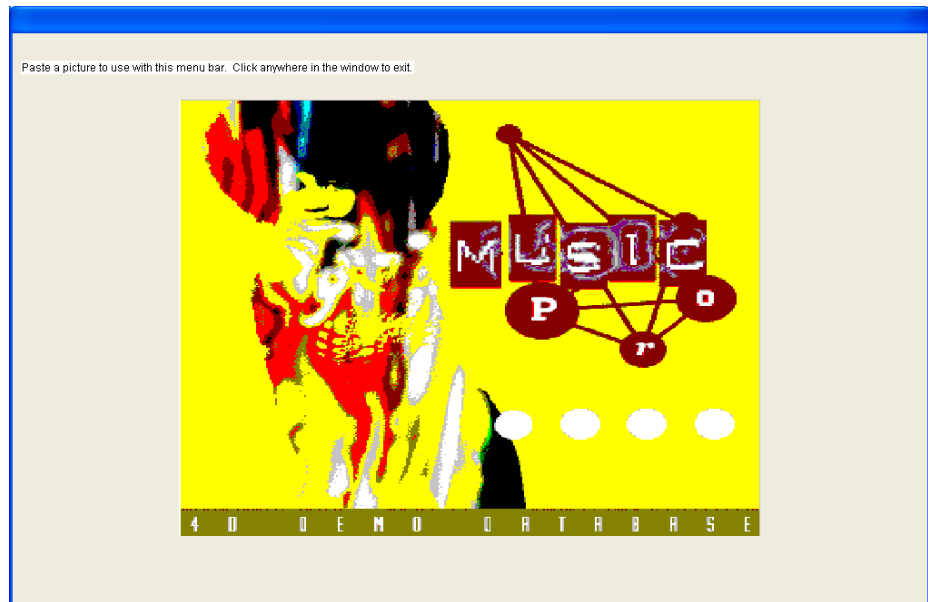 Paste a picture to use with this menu bar. Click anywhere in the window to exit.
MUSIC
Pro
4D DEMO DATABASE